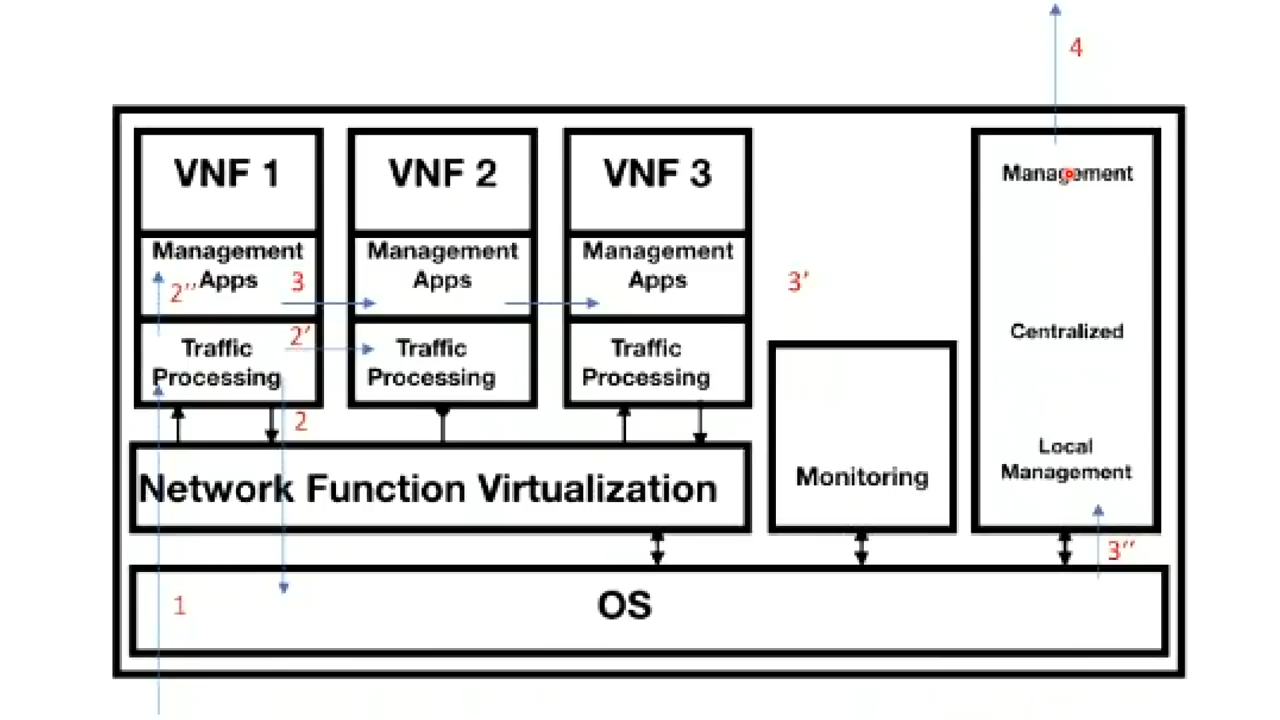 4
VNF 1
VNF 2
VNF 3
Management
Management
Apps
Management
Apps
Management
Apps
2′′
3
3′
Centralized
2′
Traffic
Processing
Traffic
Processing
Traffic
Processing
2
Local
Management
Monitoring
Network Function Virtualization
3′′
OS
1